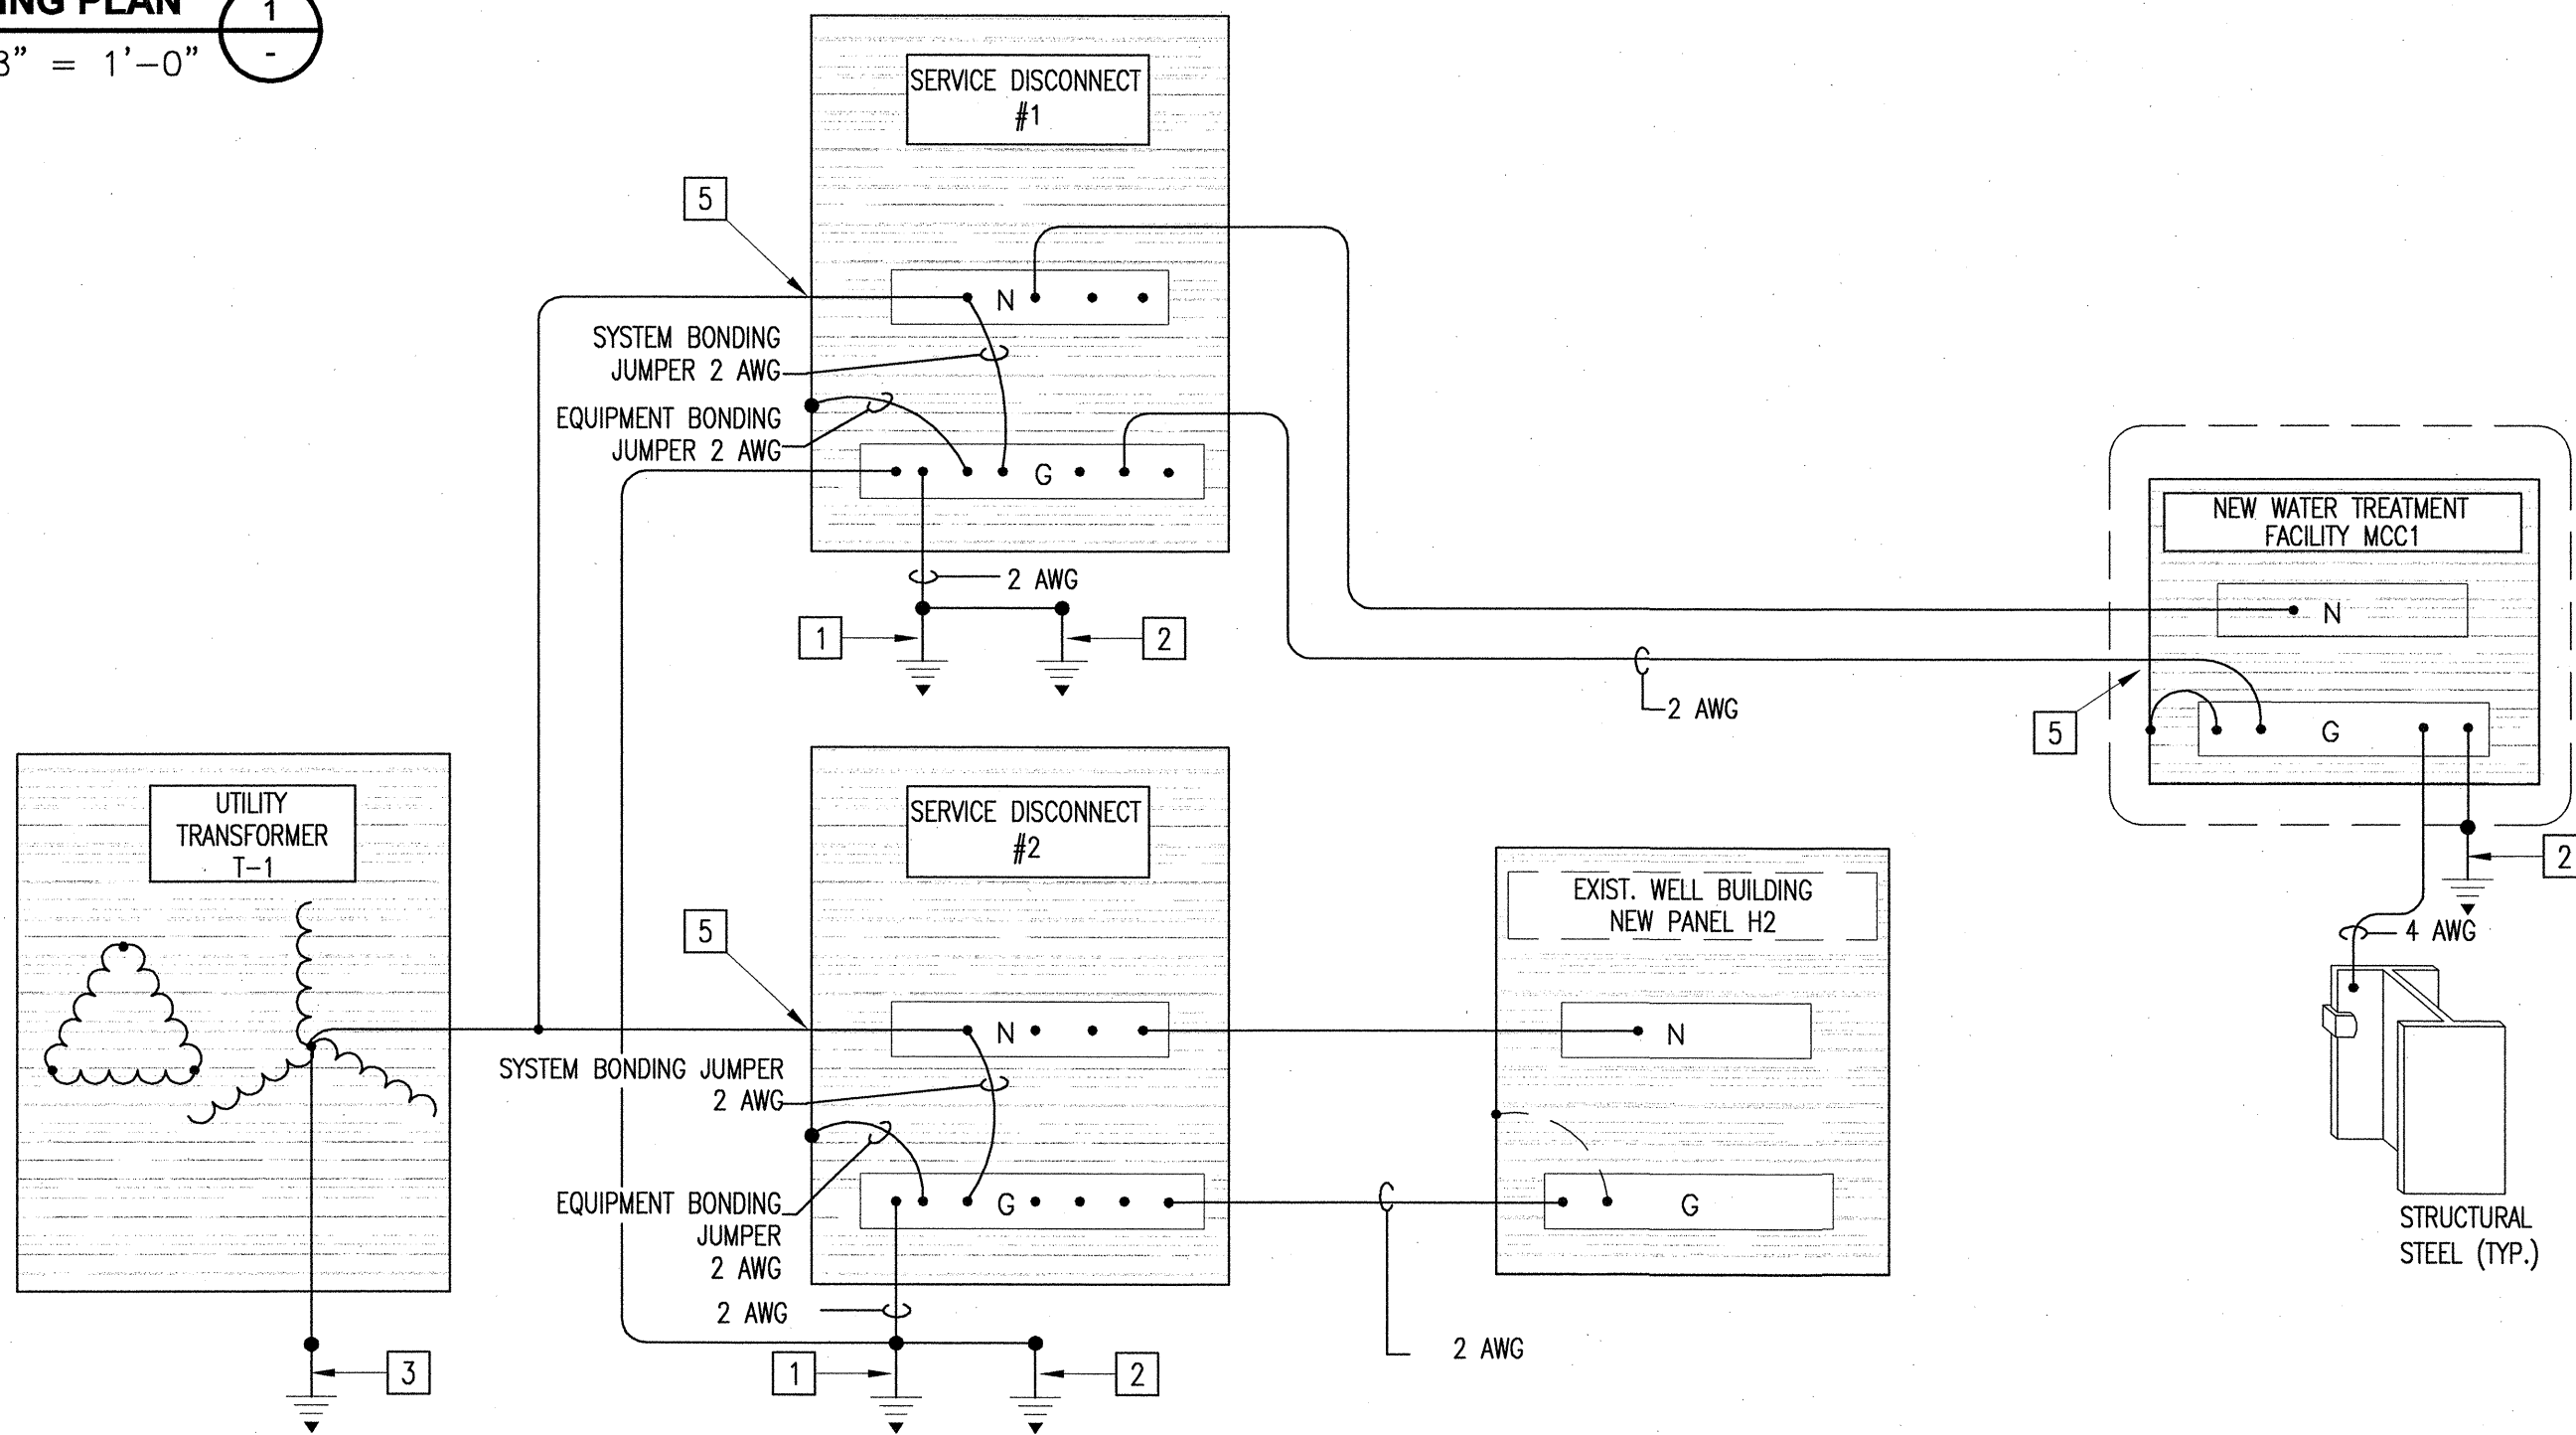 ING PLAN
1
-
8" = 1'-0"
SERVICE DISCONNECT
#1
5
N
SYSTEM BONDING
JUMPER 2 AWG
EQUIPMENT BONDING
JUMPER 2 AWG
G
2 AWG
1
2
2 AWG
NEW WATER TREATMENT
FACILITY MCC1
N
5
G
2
4 AWG
STRUCTURAL
STEEL (TYP.)
UTILITY
TRANSFORMER
T-1
3
SERVICE DISCONNECT
#2
5
N
SYSTEM BONDING JUMPER
2 AWG
EQUIPMENT BONDING
JUMPER
2 AWG
G
2 AWG
1
2
EXIST. WELL BUILDING
NEW PANEL H2
N
G
2 AWG